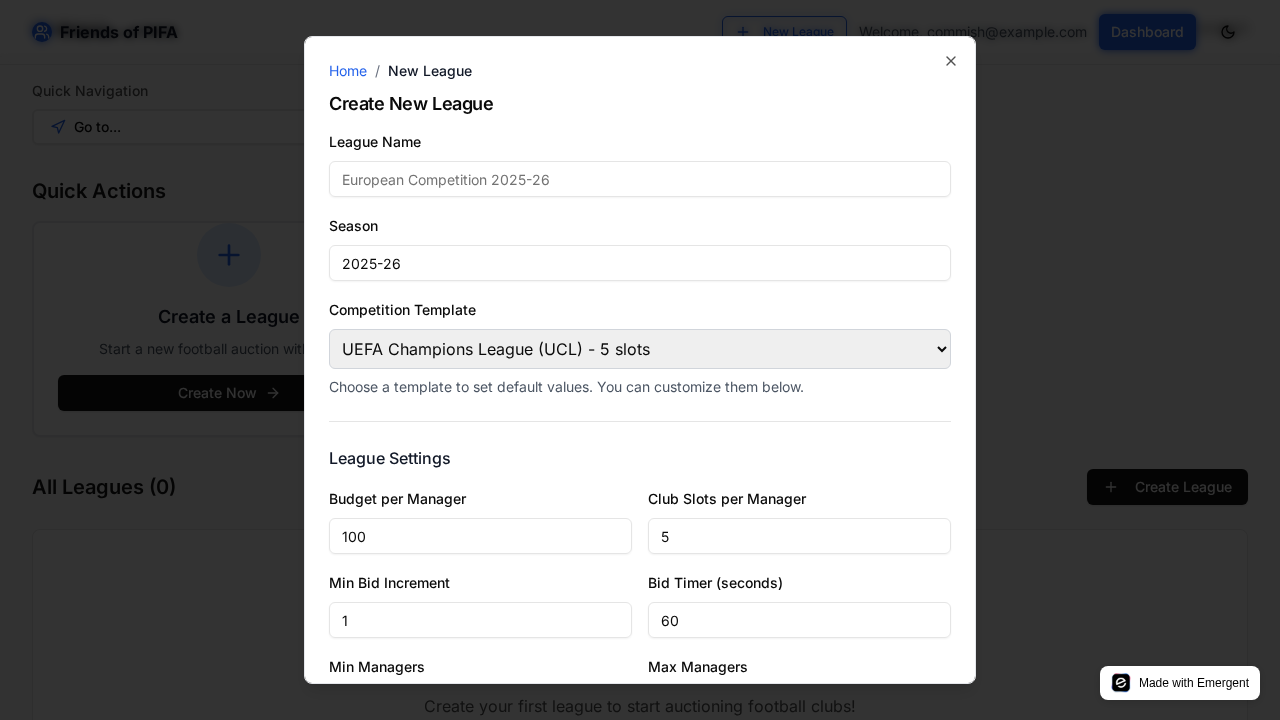 Friends of PIFA
New League
Welcome, commish@example.com
Dashboard
Quick Navigation
Go to...
Quick Actions
Create a League
Start a new football auction with
Create Now
All Leagues (0)
Create League
Create your first league to start auctioning football clubs!
Home / New League
Create New League
League Name
European Competition 2025-26
Season
2025-26
Competition Template
UEFA Champions League (UCL) - 5 slots
Choose a template to set default values. You can customize them below.
League Settings
Budget per Manager
Club Slots per Manager
100
5
Min Bid Increment
Bid Timer (seconds)
1
60
Min Managers
Max Managers
Made with Emergent